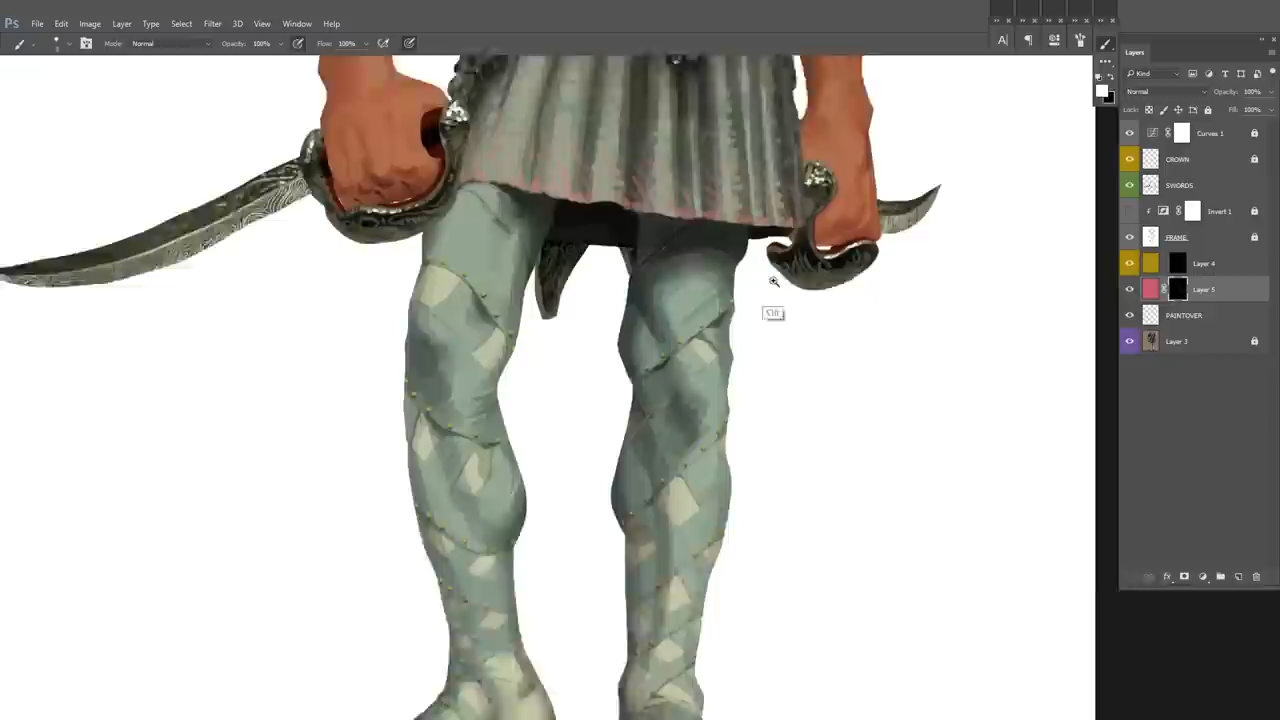 Ps File Edit Image Layer Type Select Filter 3D View Window Help
Mode: Normal Opacity: 100% Flow: 100%
Layers
Kind
Normal Opacity: 100%
Lock: Fill: 100%
Curves 1
CROWN
SWORDS
Invert 1
FRAME
Layer 4
Layer 5
PAINTOVER
Layer 3
fx